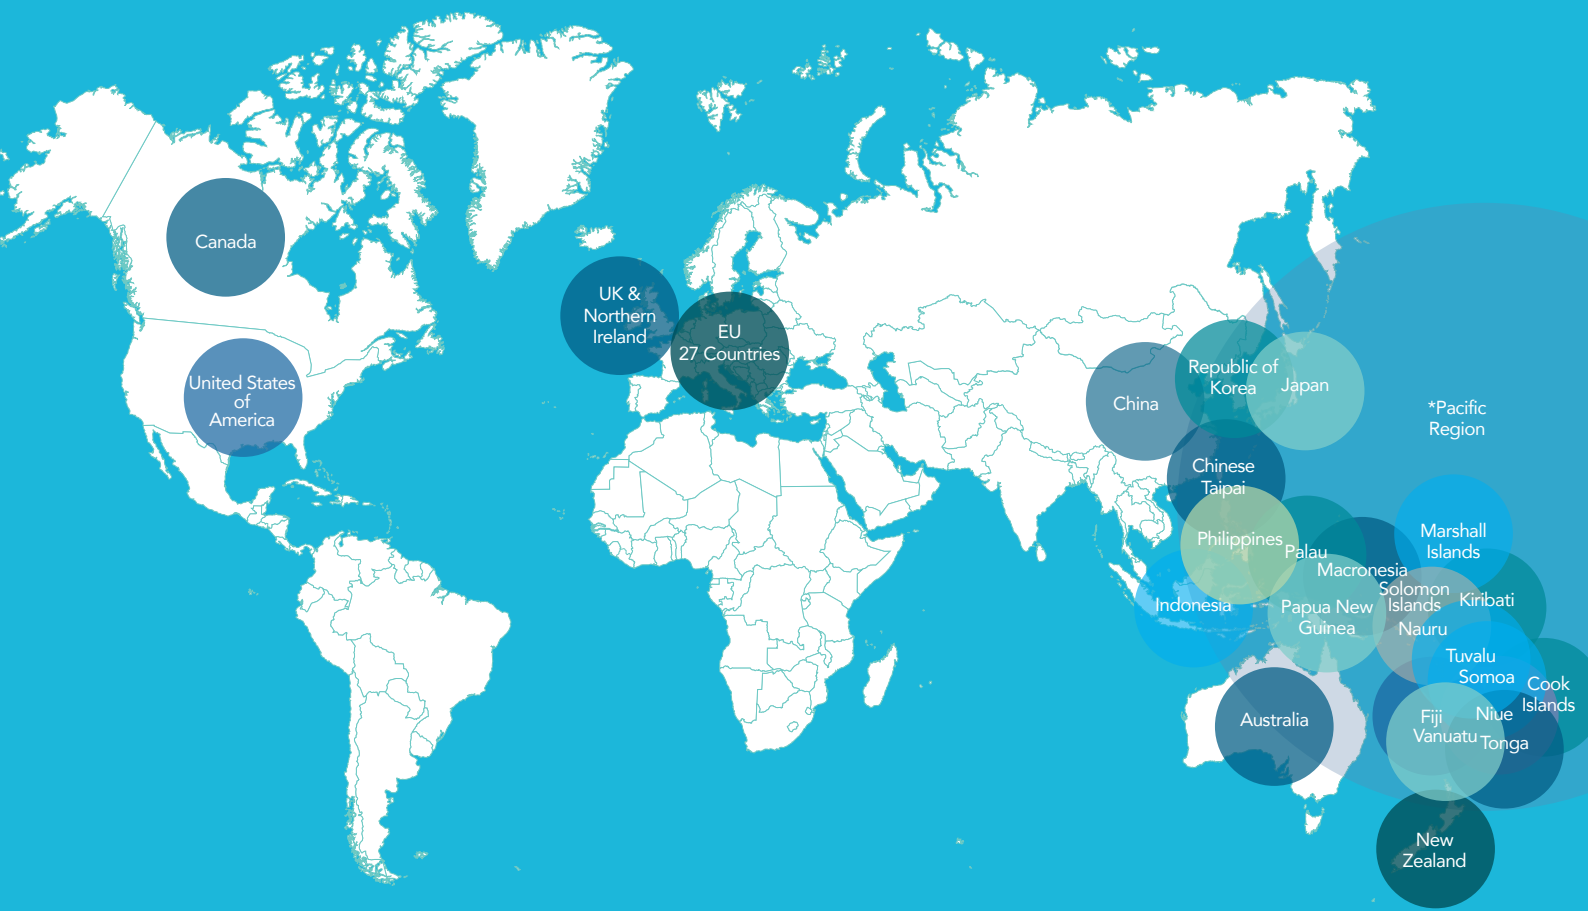 Canada
United States
of
America
UK &
Northern
Ireland
EU
27 Countries
China
Republic of
Korea
Japan
*Pacific
Region
Chinese
Taipai
Philippines
Palau
Macronesia
Marshall
Islands
Indonesia
Papua New
Guinea
Solomon
Islands
Kiribati
Nauru
Tuvalu
Somoa
Cook
Islands
Australia
Fiji
Vanuatu
Niue
Tonga
New
Zealand